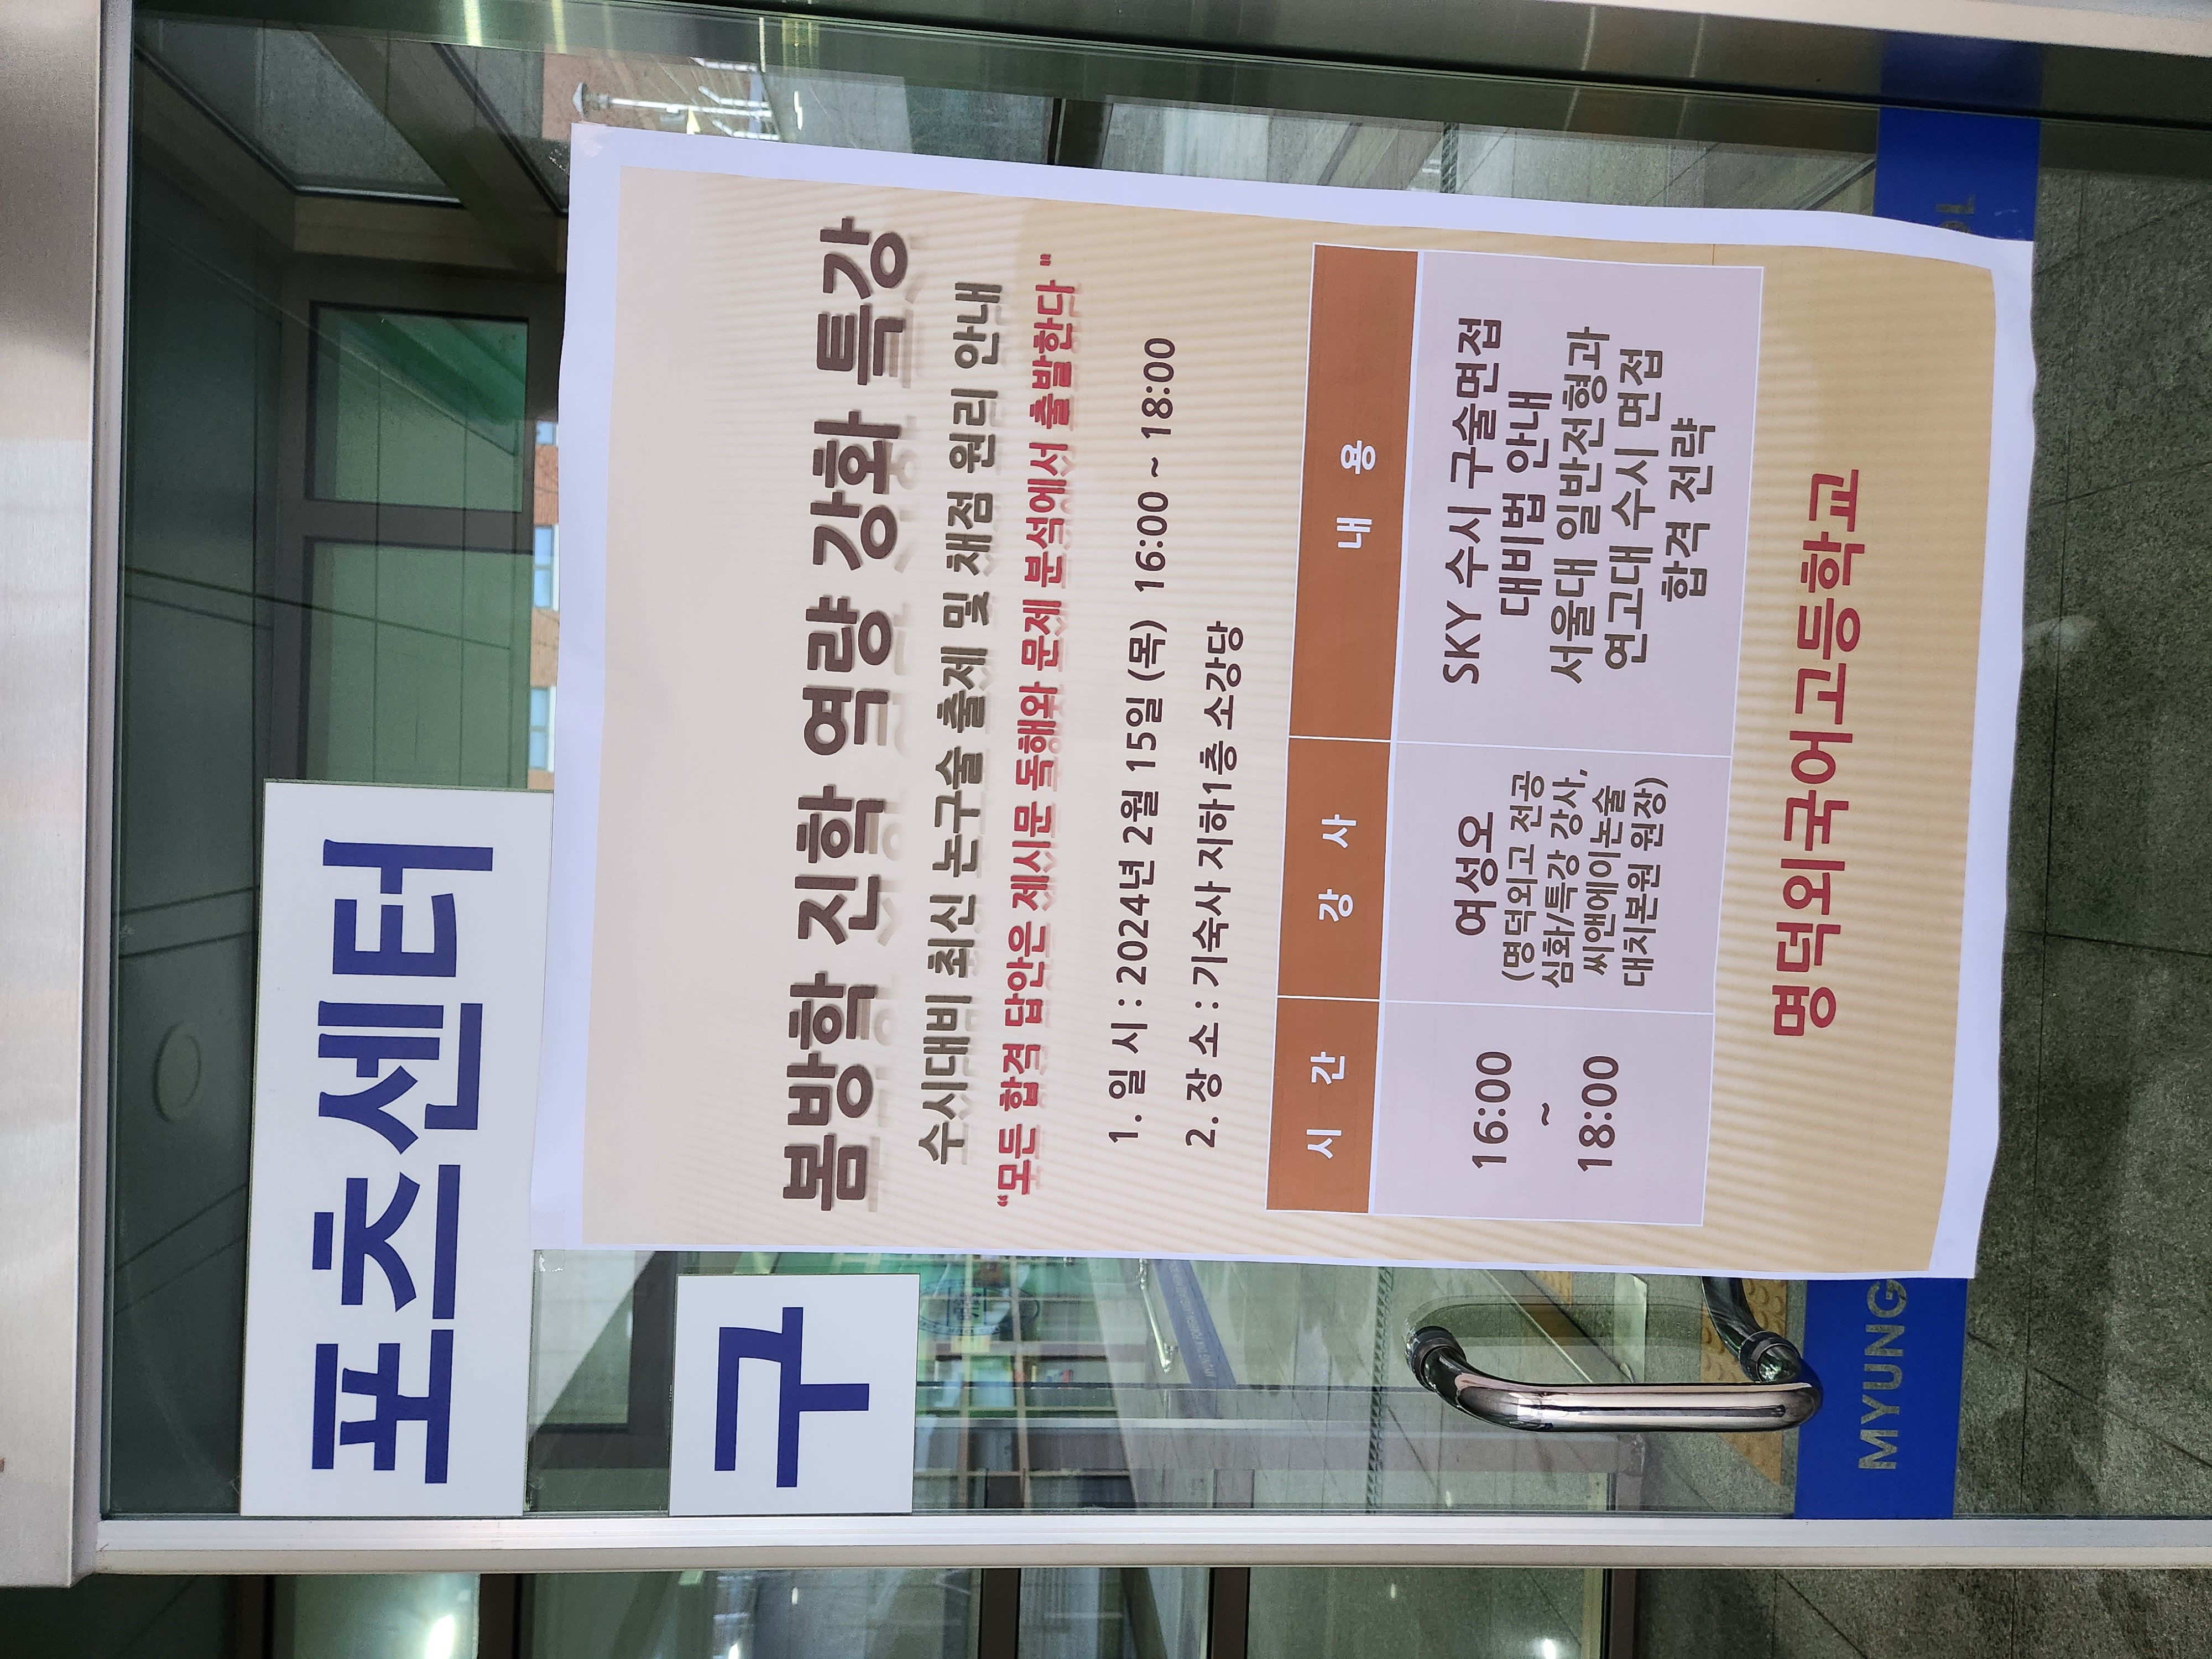 포츠센터
구
봄방학 진학 역량 강화 특강
수시대비 최신 논구술 출제 및 채점 원리 안내
“모든 합격 답안은 제시문 독해와 문제 분석에서 출발한다 "
1. 일 시 : 2024년 2월 15일 (목) 16:00 ~ 18:00
2. 장 소 : 기숙사 지하1층 소강당
시 간
강 사
내 용
16:00
~
18:00
여성오
(명덕외고 전공
심화/특강 강사,
씨앤에이논술
대치본원 원장)
SKY 수시 구술면접
대비법 안내
서울대 일반전형과
연고대 수시 면접
합격 전략
명덕외국어고등학교
MYUNG